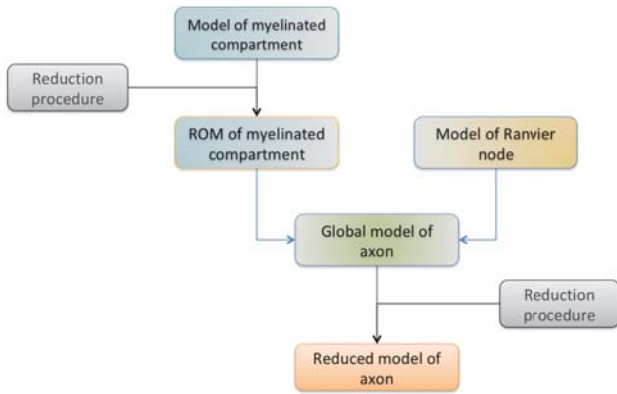 Model of myelinated
compartment
Reduction
procedure
ROM of myelinated
compartment
Model of Ranvier
node
Global model of
axon
Reduction
procedure
Reduced model of
axon